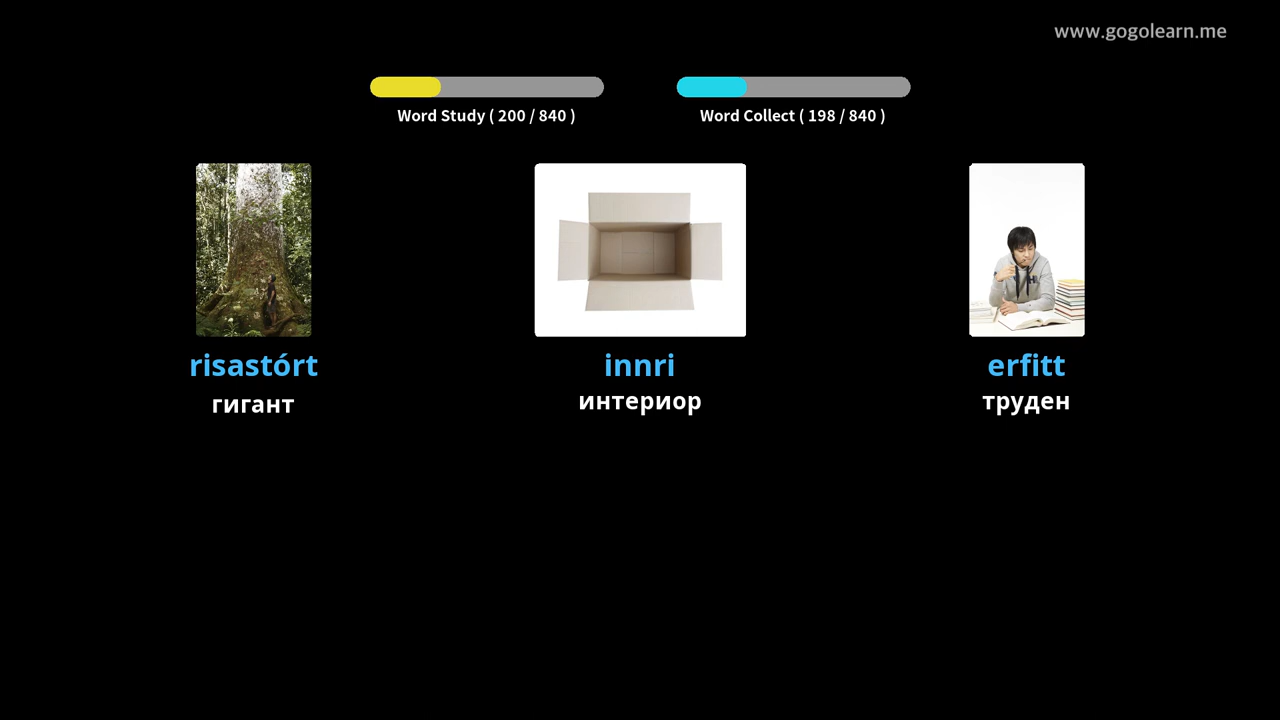 www.gogolearn.me
Word Study ( 200 / 840 )
Word Collect ( 198 / 840 )
risastórt
innri
erfitt
гигант
интериор
труден